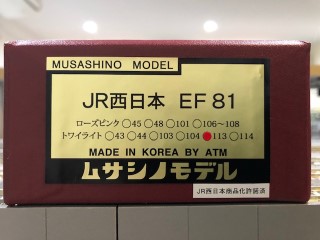 MUSASHINO MODEL
JR西日本 EF 81
ローズピンク ○45 ○48 ○101 ○106～108
トワイライト ○43 ○44 ○103 ○104 ●113 ○114
MADE IN KOREA BY ATM
ムサシノモデル
JR西日本商品化許諾済